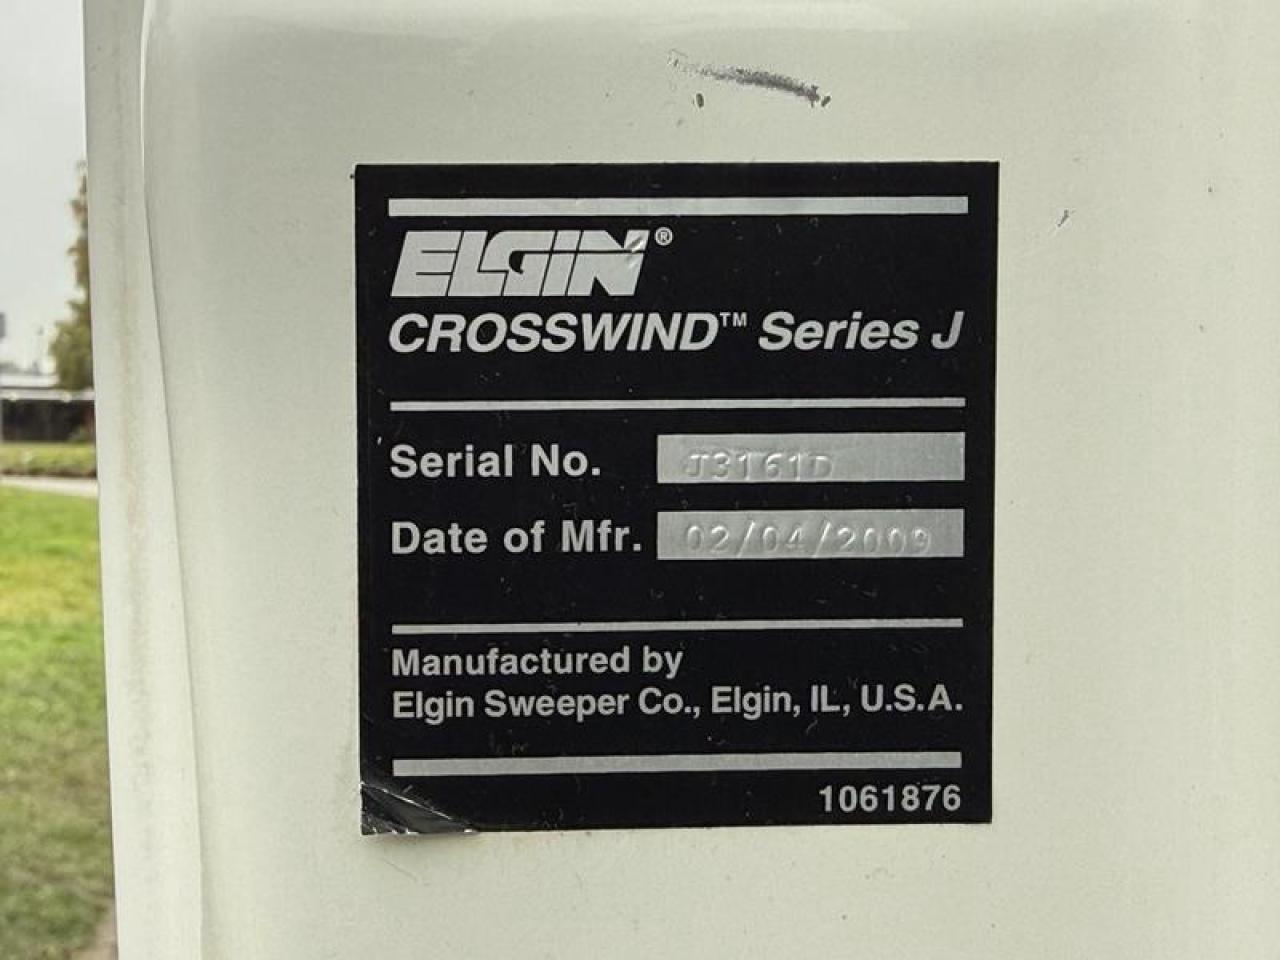 ELGIN®
CROSSWIND™ Series J
Serial No. J3161D
Date of Mfr. 02/04/2009
Manufactured by
Elgin Sweeper Co., Elgin, IL, U.S.A.
1061876